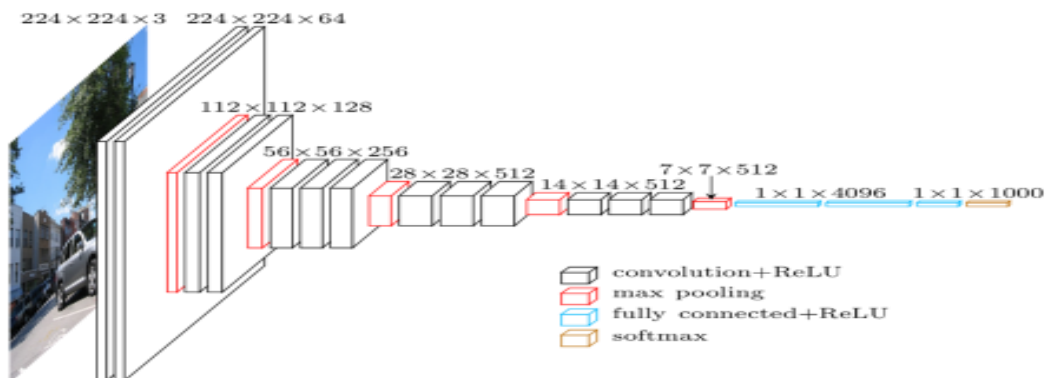 224 × 224 × 3
224 × 224 × 64
112 × 112 × 128
56 × 56 × 256
28 × 28 × 512
14 × 14 × 512
7 × 7 × 512
1 × 1 × 4096
1 × 1 × 1000
convolution+ReLU
max pooling
fully connected+ReLU
softmax